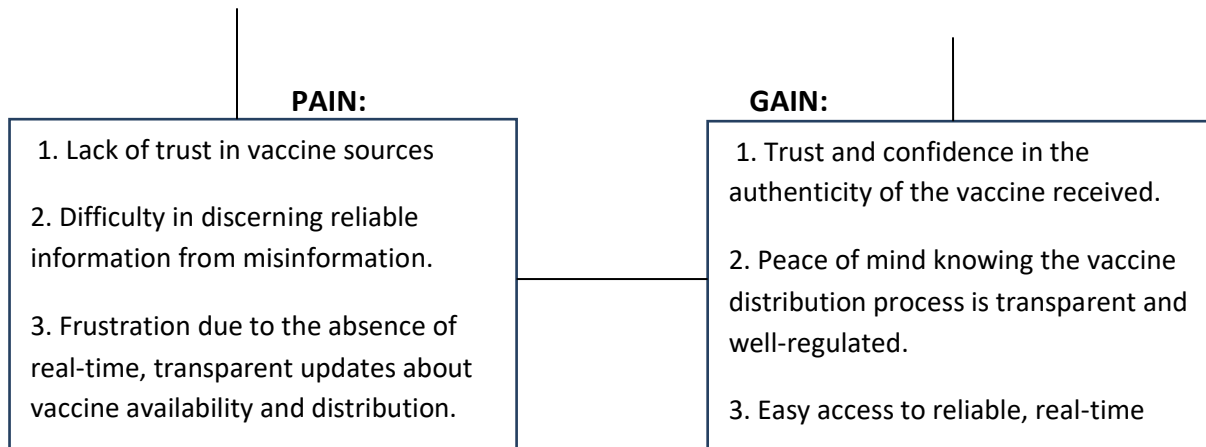 PAIN:
1. Lack of trust in vaccine sources
2. Difficulty in discerning reliable
information from misinformation.
3. Frustration due to the absence of
real-time, transparent updates about
vaccine availability and distribution.
GAIN:
1. Trust and confidence in the
authenticity of the vaccine received.
2. Peace of mind knowing the vaccine
distribution process is transparent and
well-regulated.
3. Easy access to reliable, real-time